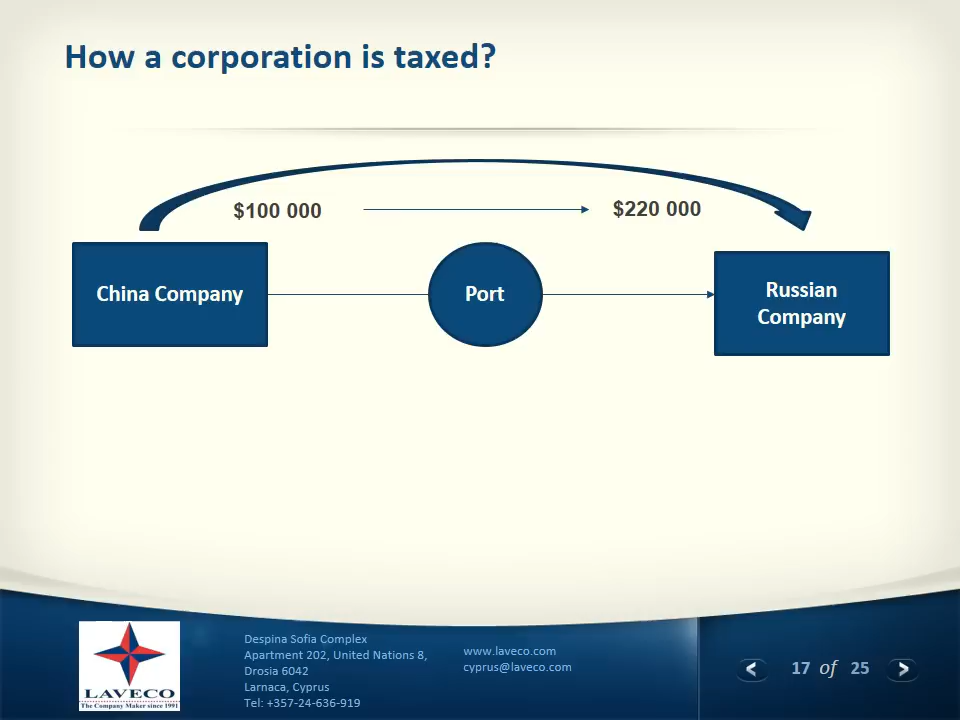 How a corporation is taxed?
$100 000
$220 000
China Company
Port
Russian
Company
LAVECO
The Company Maker since 1991
Despina Sofia Complex
Apartment 202, United Nations 8,
Drosia 6042
Larnaca, Cyprus
Tel: +357-24-636-919
www.laveco.com
cyprus@laveco.com
17 of 25